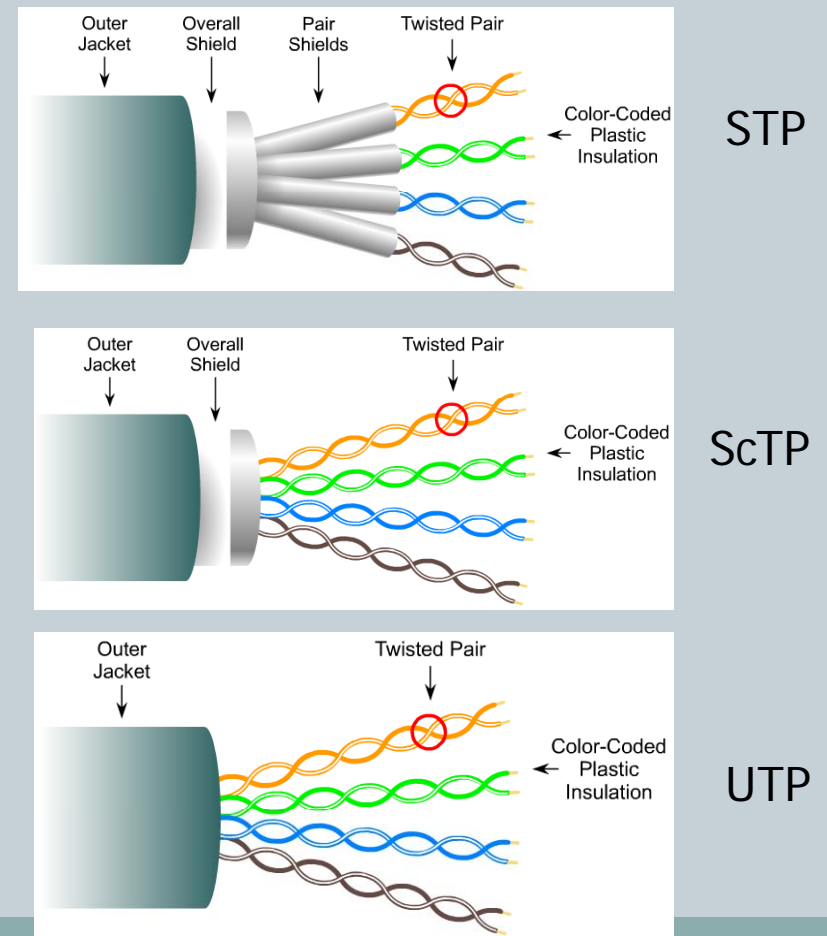 Outer
Jacket
Overall
Shield
Pair
Shields
Twisted Pair
Color-Coded
Plastic
Insulation
STP
Outer
Jacket
Overall
Shield
Twisted Pair
Color-Coded
Plastic
Insulation
ScTP
Outer
Jacket
Twisted Pair
Color-Coded
Plastic
Insulation
UTP